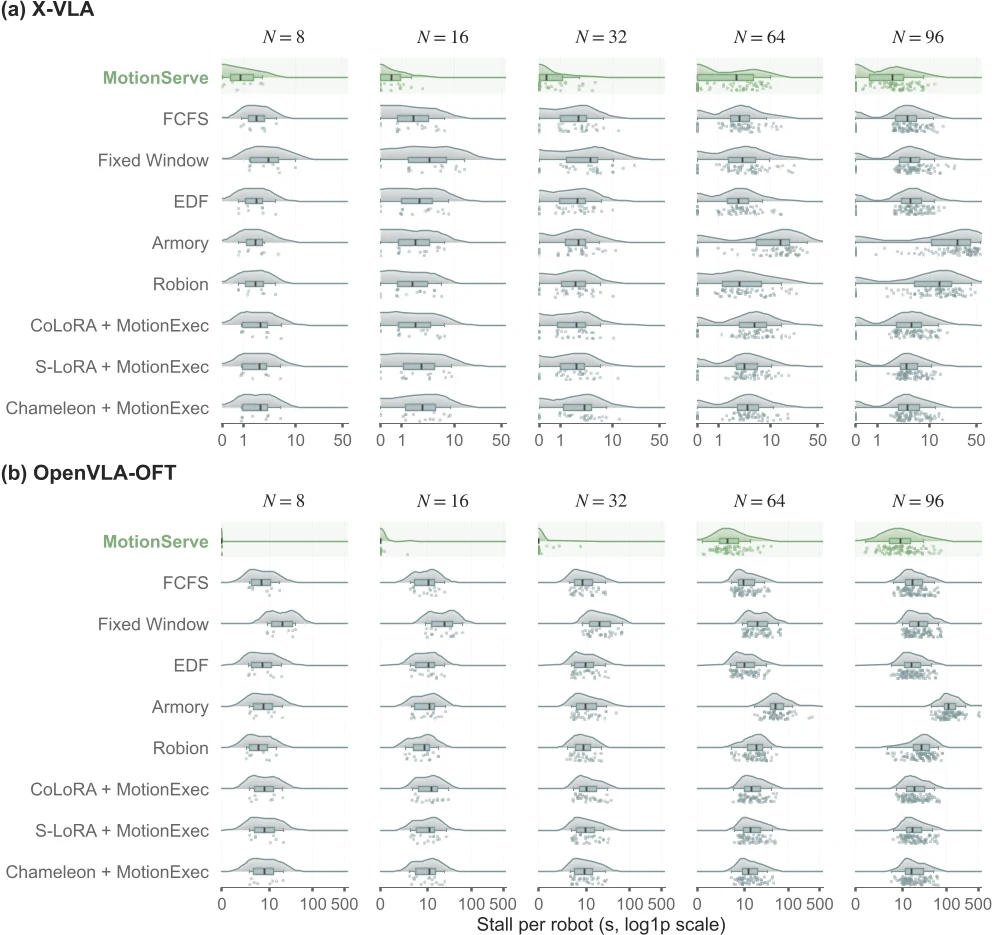 (a) X-VLA
N = 8 N = 16 N = 32 N = 64 N = 96
MotionServe
FCFS
Fixed Window
EDF
Armory
Robion
CoLoRA + MotionExec
S-LoRA + MotionExec
Chameleon + MotionExec
0 1 10 50 0 1 10 50 0 1 10 50 0 1 10 50 0 1 10 50
(b) OpenVLA-OFT
N = 8 N = 16 N = 32 N = 64 N = 96
MotionServe
FCFS
Fixed Window
EDF
Armory
Robion
CoLoRA + MotionExec
S-LoRA + MotionExec
Chameleon + MotionExec
0 10 100 500 0 10 100 500 0 10 100 500 0 10 100 500 0 10 100 500
Stall per robot (s, log1p scale)